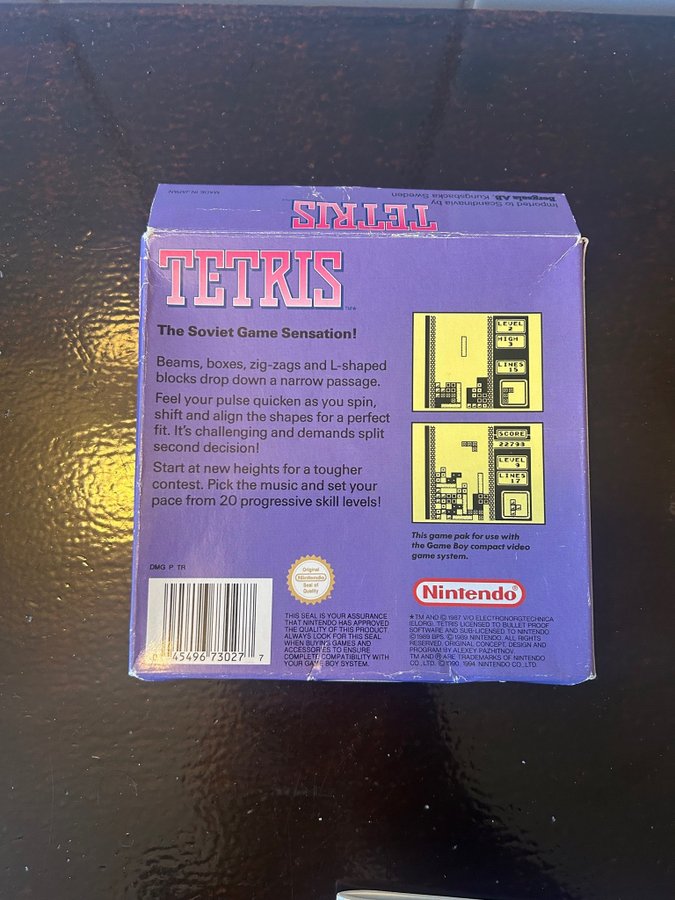 Imported to Scandinavia by
Bergsala AB, Kungsbacka Sweden
TETRIS
MADE IN JAPAN
TETRIS
TM*
The Soviet Game Sensation!
Beams, boxes, zig-zags and L-shaped
blocks drop down a narrow passage.
Feel your pulse quicken as you spin,
shift and align the shapes for a perfect
fit. It's challenging and demands split
second decision!
Start at new heights for a tougher
contest. Pick the music and set your
pace from 20 progressive skill levels!
LEVEL
2
HIGH
3
LINES
15
SCORE
22793
LEVEL
9
LINES
17
This game pak for use with
the Game Boy compact video
game system.
DMG P TR
45496 73027 7
Original
Nintendo
Seal of
Quality
THIS SEAL IS YOUR ASSURANCE
THAT NINTENDO HAS APPROVED
THE QUALITY OF THIS PRODUCT.
ALWAYS LOOK FOR THIS SEAL
WHEN BUYING GAMES AND
ACCESSORIES TO ENSURE
COMPLETE COMPATIBILITY WITH
YOUR GAME BOY SYSTEM.
Nintendo®
*TM AND © 1987 V/O ELECTRONORGTECHNICA
(ELORG). TETRIS LICENSED TO BULLET PROOF
SOFTWARE AND SUB-LICENSED TO NINTENDO.
©1989 BPS. © 1989 NINTENDO. ALL RIGHTS
RESERVED. ORIGINAL CONCEPT, DESIGN AND
PROGRAM BY ALEXEY PAZHITNOV.
TM AND ® ARE TRADEMARKS OF NINTENDO
CO., LTD. ©1990, 1994 NINTENDO CO., LTD.